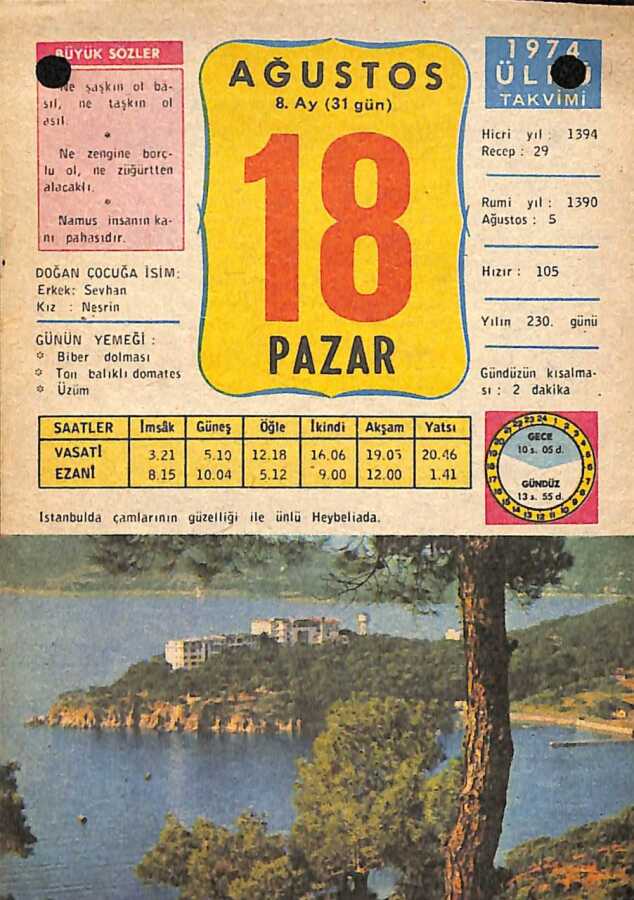 BÜYÜK SÖZLER
Ne şaşkın ol ba-
sıl, ne taşkın ol
asıl.
Ne zengine borç-
lu ol, ne züğürtten
alacaklı.
Namus insanın ka-
nı pahasıdır.
DOĞAN ÇOCUĞA İSİM:
Erkek: Seyhan
Kız : Nesrin
GÜNÜN YEMEĞİ :
Biber dolması
Ton balıklı domates
Üzüm
AĞUSTOS
8. Ay (31 gün)
18
PAZAR
1974
TAKVİMİ
Hicri yıl : 1394
Recep : 29
Rumi yıl : 1390
Ağustos : 5
Hızır : 105
Yılın 230. günü
Gündüzün kısalma-
sı : 2 dakika
SAATLER İmsâk Güneş Öğle İkindi Akşam Yatsı
VASATİ 3.21 5.10 12.18 16.06 19.05 20.46
EZANİ 8.15 10.04 5.12 9.00 12.00 1.41
GECE
10 s. 05 d.
GÜNDÜZ
13 s. 55 d.
İstanbulda çamlarının güzelliği ile ünlü Heybeliada.